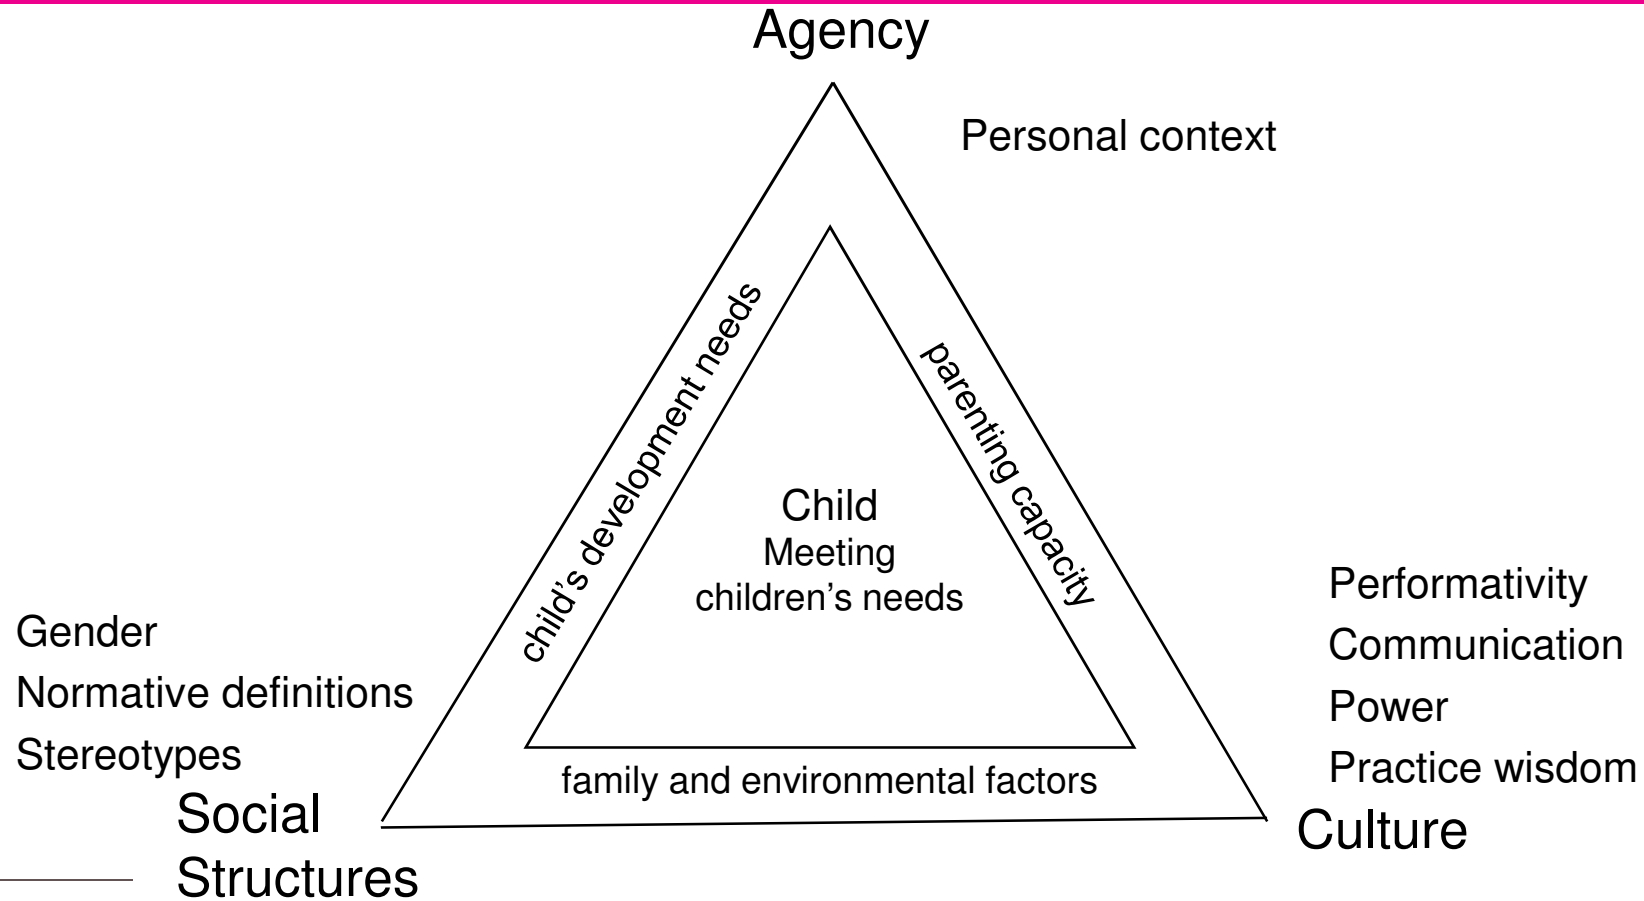 Agency
Personal context
child’s development needs
parenting capacity
Child
Meeting
children’s needs
family and environmental factors
Gender
Normative definitions
Stereotypes
Social
Structures
Performativity
Communication
Power
Practice wisdom
Culture